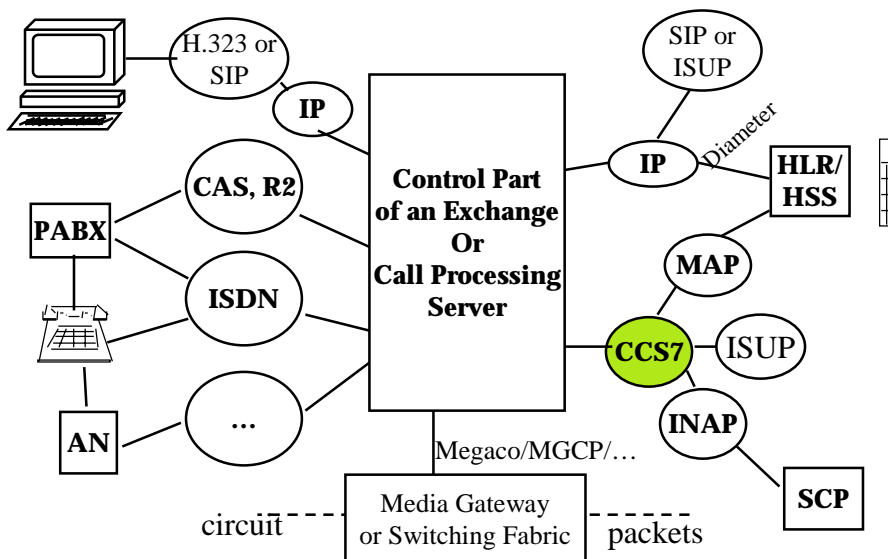 H.323 or
SIP
IP
SIP or
ISUP
Diameter
IP
HLR/
HSS
CAS, R2
Control Part
of an Exchange
Or
Call Processing
Server
PABX
MAP
ISDN
CCS7
ISUP
...
AN
INAP
Megaco/MGCP/...
SCP
Media Gateway
or Switching Fabric
circuit
packets